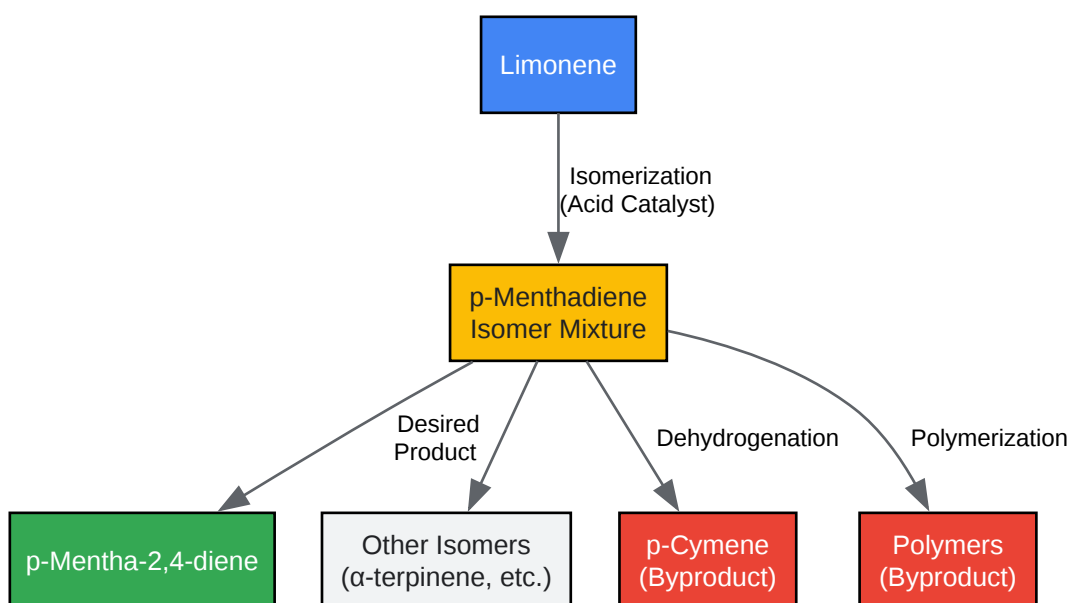 Limonene
Isomerization
(Acid Catalyst)
p-Menthadiene
Isomer Mixture
Desired
Product
Dehydrogenation
Polymerization
p-Mentha-2,4-diene
Other Isomers
(α-terpinene, etc.)
p-Cymene
(Byproduct)
Polymers
(Byproduct)